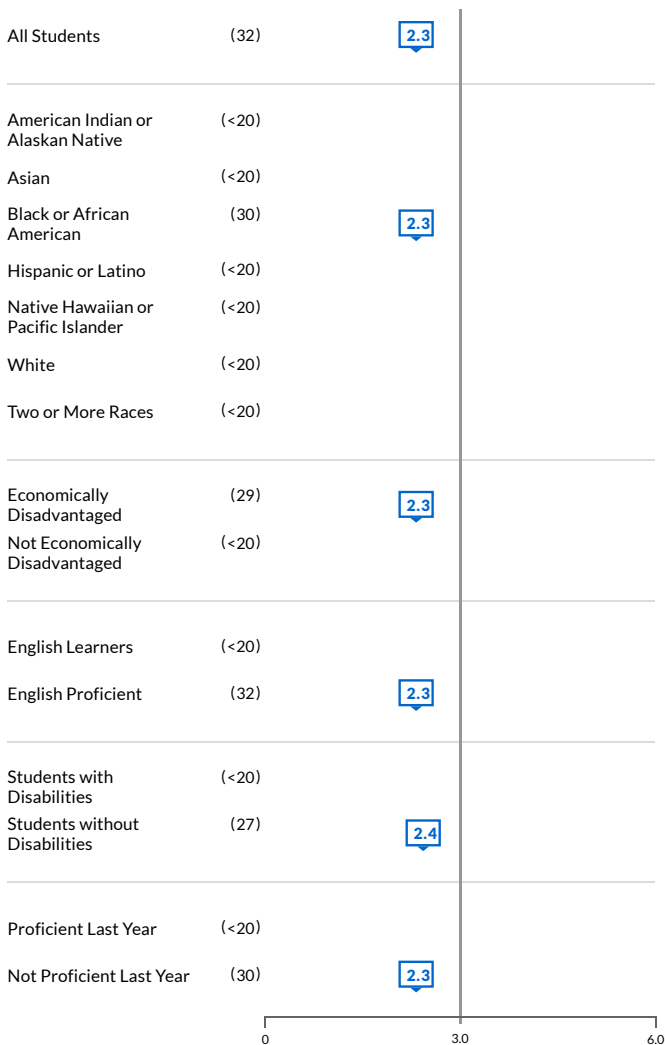 All Students (32) 2.3
American Indian or (<20)
Alaskan Native
Asian (<20)
Black or African (30) 2.3
American
Hispanic or Latino (<20)
Native Hawaiian or (<20)
Pacific Islander
White (<20)
Two or More Races (<20)
Economically (29) 2.3
Disadvantaged
Not Economically (<20)
Disadvantaged
English Learners (<20)
English Proficient (32) 2.3
Students with (<20)
Disabilities
Students without (27) 2.4
Disabilities
Proficient Last Year (<20)
Not Proficient Last Year (30) 2.3
0 3.0 6.0